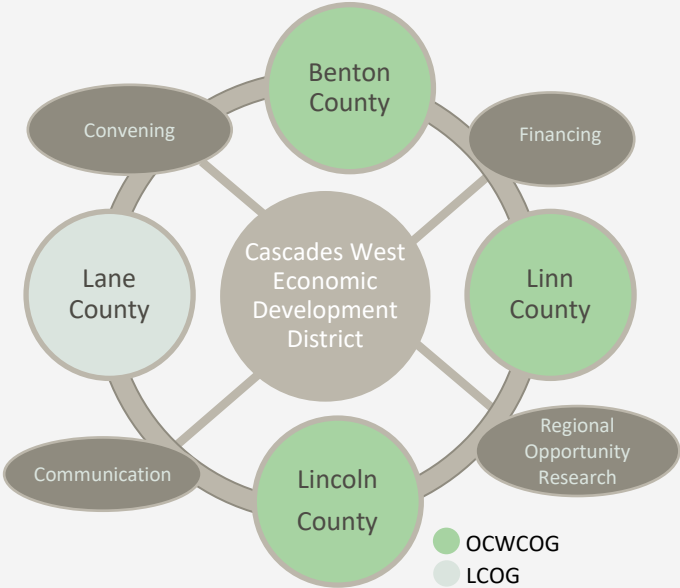 Benton
County
Convening
Financing
Cascades West
Economic
Development
District
Lane
County
Linn
County
Communication
Lincoln
County
Regional
Opportunity
Research
OCWCOG
LCOG